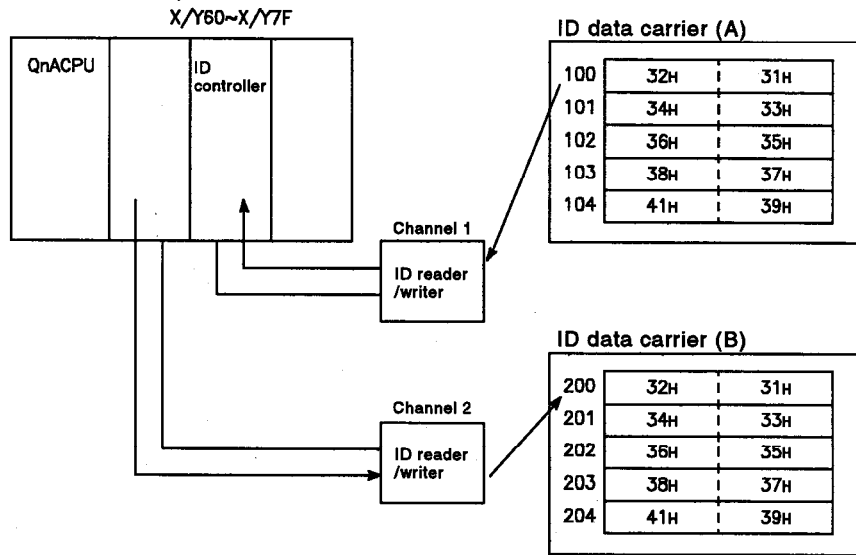 X/Y60~X/Y7F
QnACPU
ID
controller
ID data carrier (A)
100 32H 31H
101 34H 33H
102 36H 35H
103 38H 37H
104 41H 39H
Channel 1
ID reader
/writer
ID data carrier (B)
200 32H 31H
201 34H 33H
202 36H 35H
203 38H 37H
204 41H 39H
Channel 2
ID reader
/writer